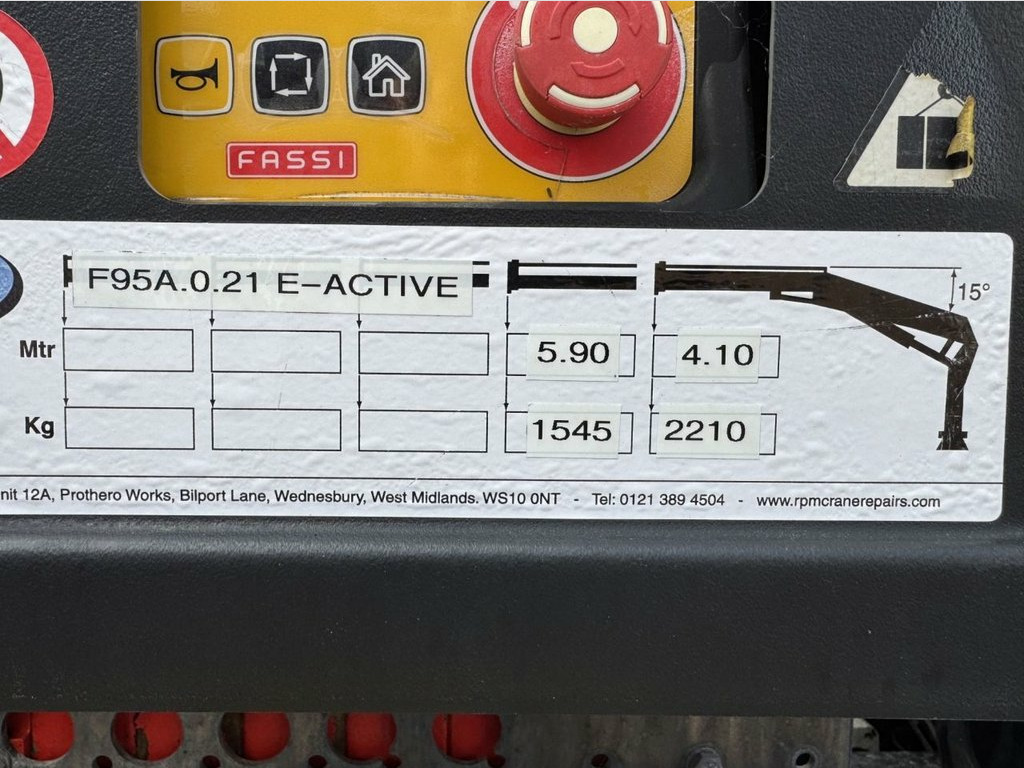 FASSI
F95A.0.21 E-ACTIVE
15°
Mtr 5.90 4.10
Kg 1545 2210
nit 12A, Prothero Works, Bilport Lane, Wednesbury, West Midlands. WS10 0NT - Tel: 0121 389 4504 - www.rpmcranerepairs.com